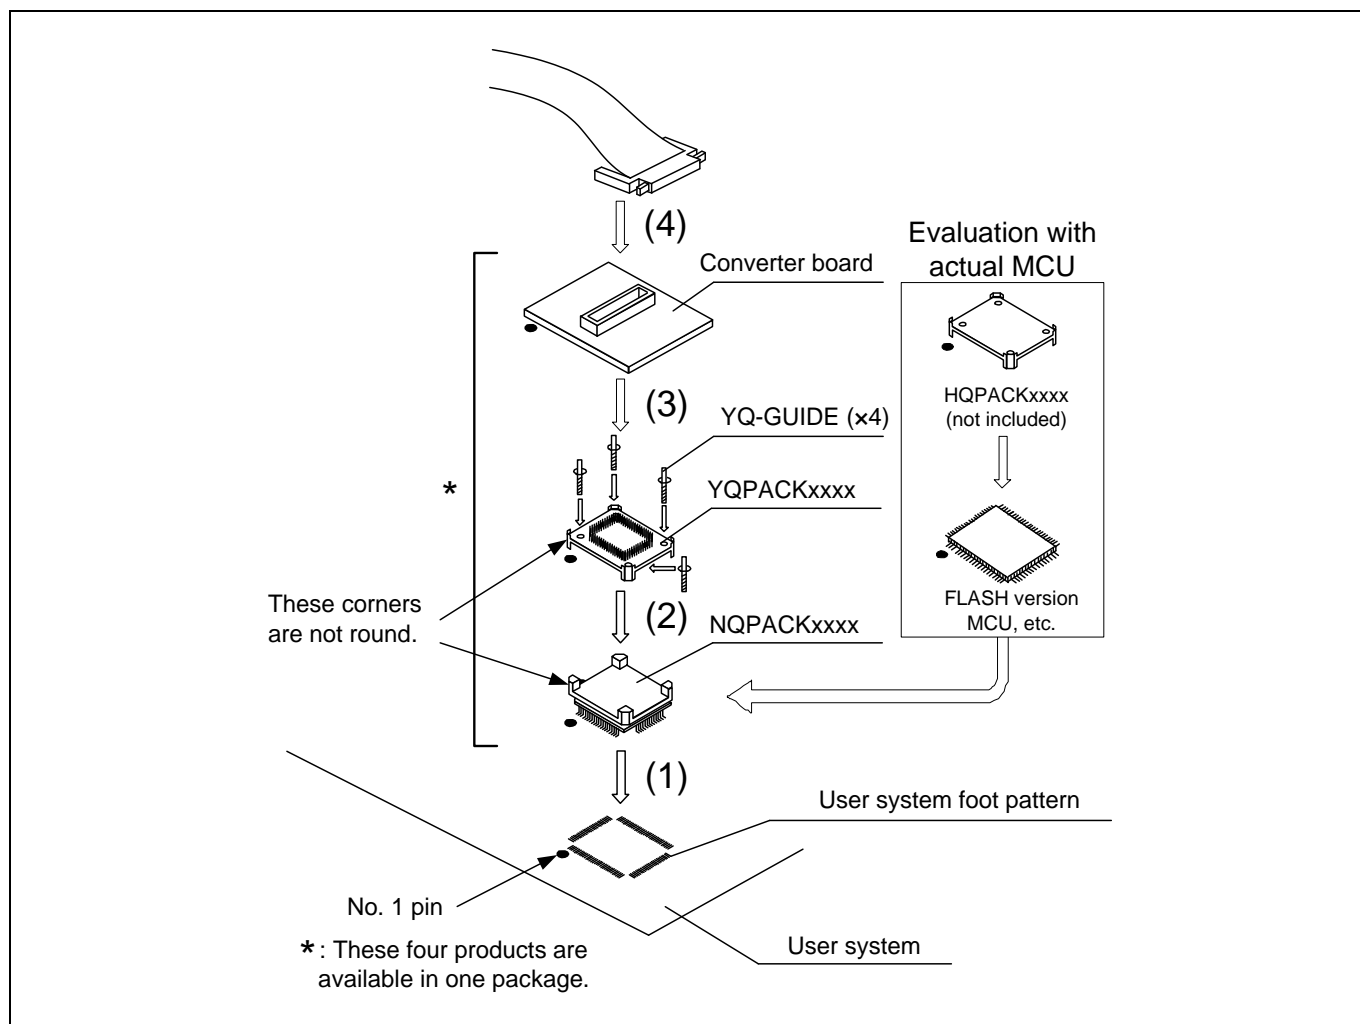 (4)
Evaluation with
actual MCU
Converter board
HQPACKxxxx
(not included)
(3)
YQ-GUIDE (×4)
*
YQPACKxxxx
FLASH version
MCU, etc.
These corners
are not round.
(2)
NQPACKxxxx
(1)
User system foot pattern
No. 1 pin
User system
* : These four products are
available in one package.